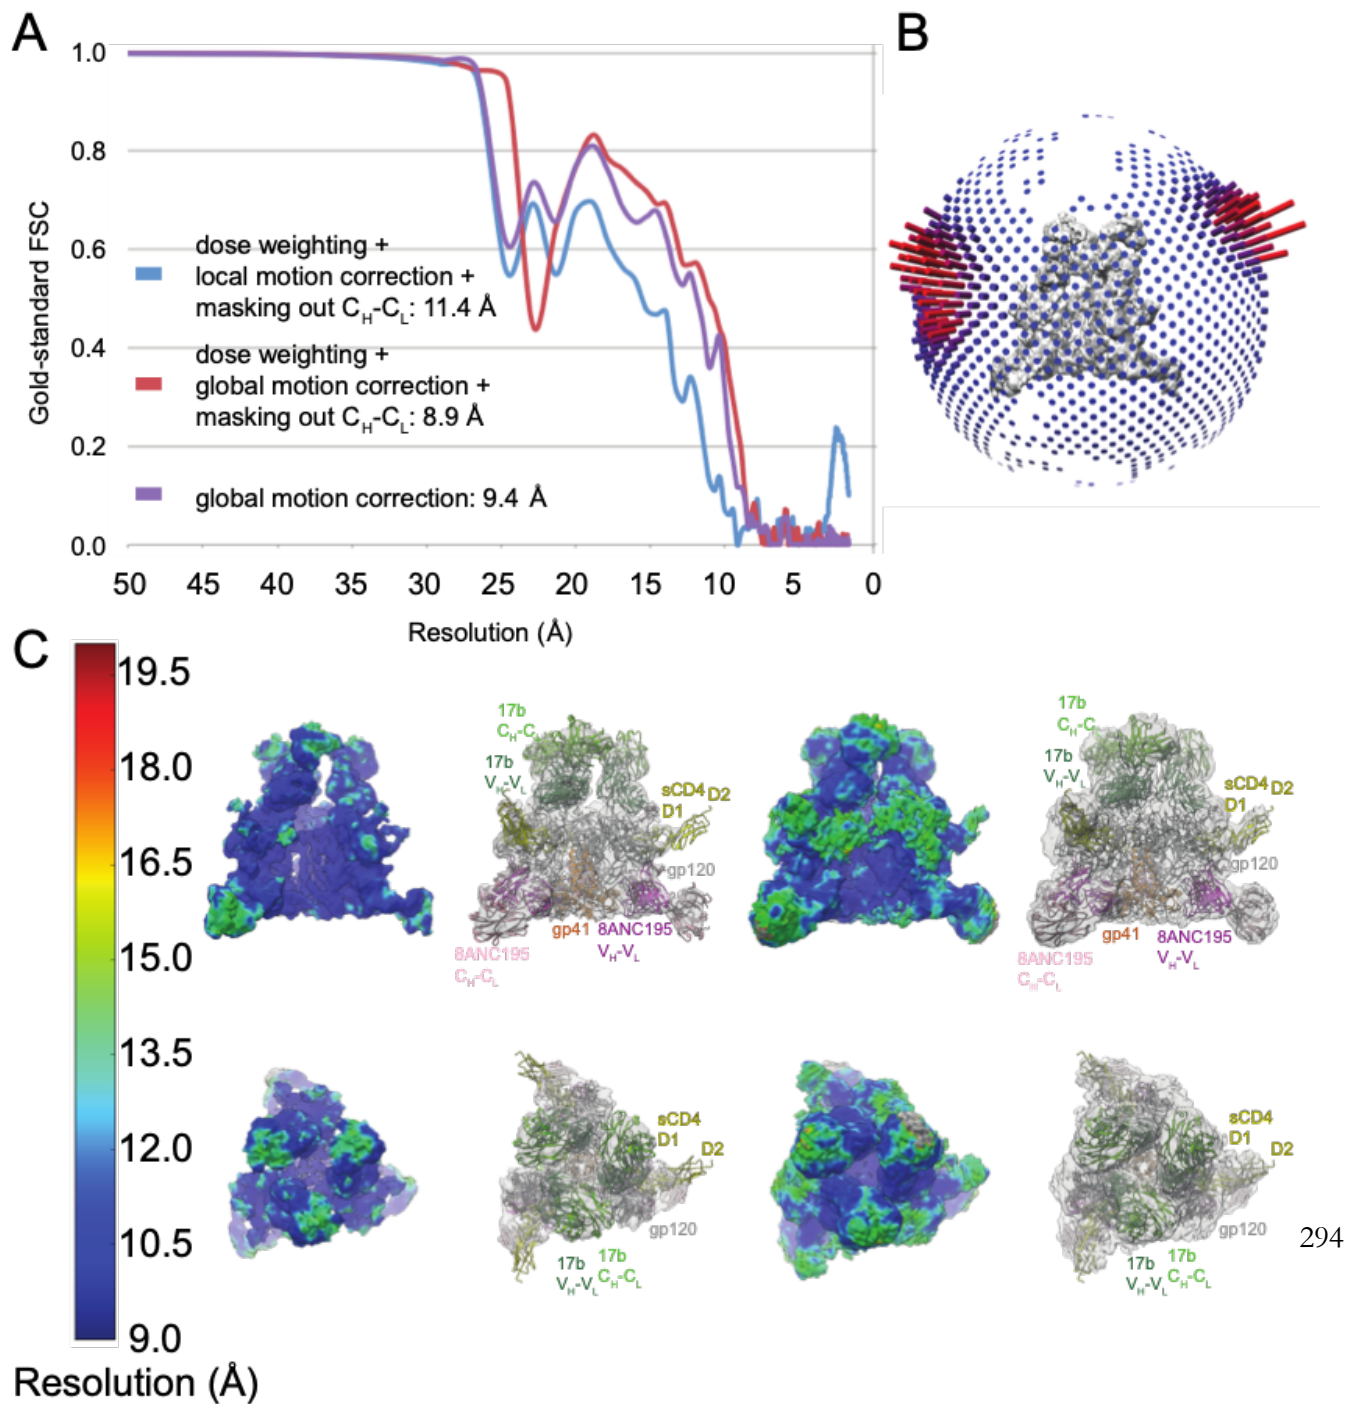 A
B
1.0
0.8
0.6
0.4
0.2
0.0
Gold-standard FSC
dose weighting +
local motion correction +
masking out CH-CL: 11.4 Å
dose weighting +
global motion correction +
masking out CH-CL: 8.9 Å
global motion correction: 9.4 Å
50 45 40 35 30 25 20 15 10 5 0
Resolution (Å)
C
19.5
18.0
16.5
15.0
13.5
12.0
10.5
9.0
Resolution (Å)
17b
CH-CL
17b
VH-VL
sCD4 D2
D1
gp120
gp41
8ANC195
VH-VL
8ANC195
CH-CL
17b
CH-C
17b
VH-VL
sCD4 D2
D1
gp120
gp41
8ANC195
VH-VL
8ANC195
CH-CL
sCD4
D1
D2
gp120
17b
VH-VL
17b
CH-CL
sCD4
D1
D2
gp120
17b
VH-VL
17b
CH-CL
294